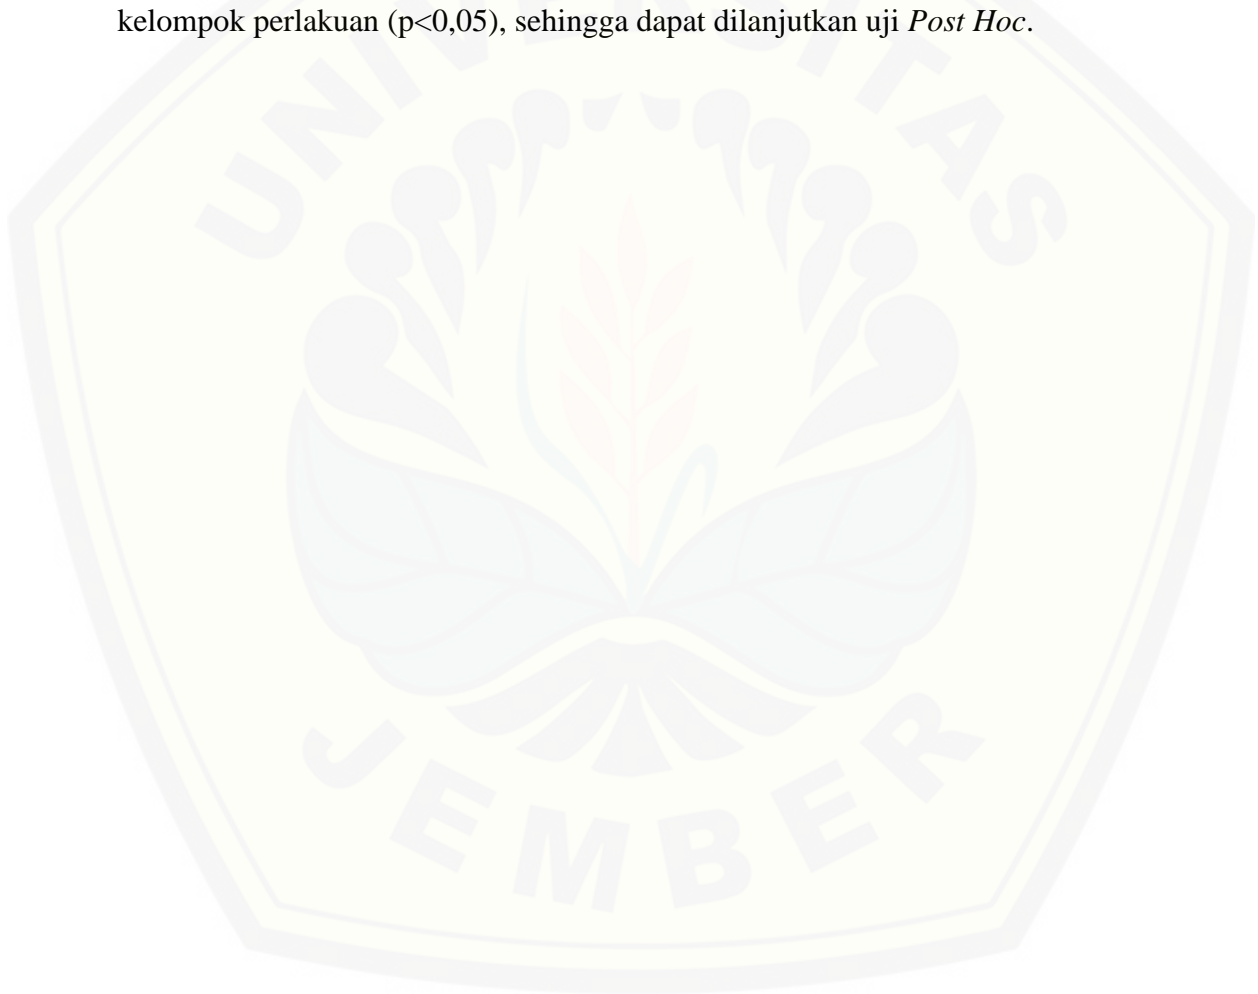 kelompok perlakuan (p<0,05), sehingga dapat dilanjutkan uji Post Hoc.
UNIVERSITAS
JEMBER